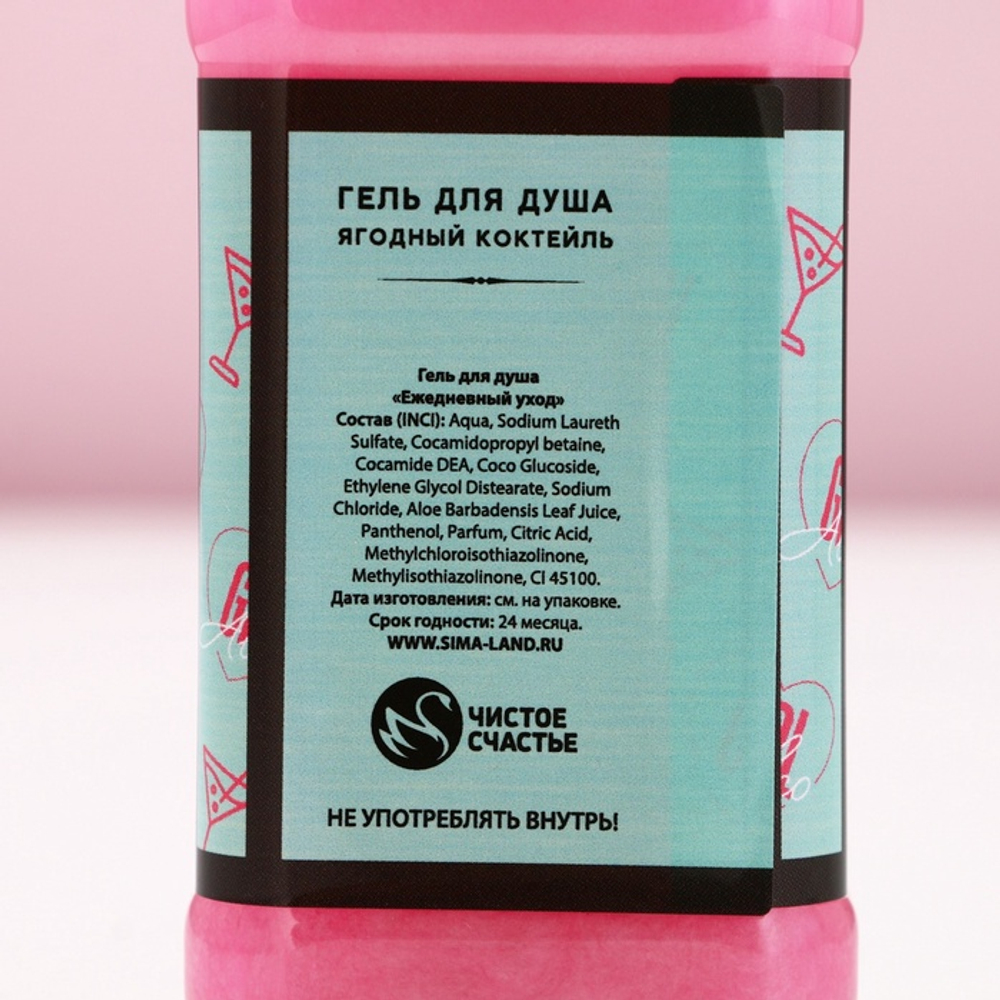 ГЕЛЬ ДЛЯ ДУША
ЯГОДНЫЙ КОКТЕЙЛЬ
Гель для душа
«Ежедневный уход»
Состав (INCI): Aqua, Sodium Laureth
Sulfate, Cocamidopropyl betaine,
Cocamide DEA, Coco Glucoside,
Ethylene Glycol Distearate, Sodium
Chloride, Aloe Barbadensis Leaf Juice,
Panthenol, Parfum, Citric Acid,
Methylchloroisothiazolinone,
Methylisothiazolinone, CI 45100.
Дата изготовления: см. на упаковке.
Срок годности: 24 месяца.
WWW.SIMA-LAND.RU
ЧИСТОЕ
СЧАСТЬЕ
НЕ УПОТРЕБЛЯТЬ ВНУТРЬ!